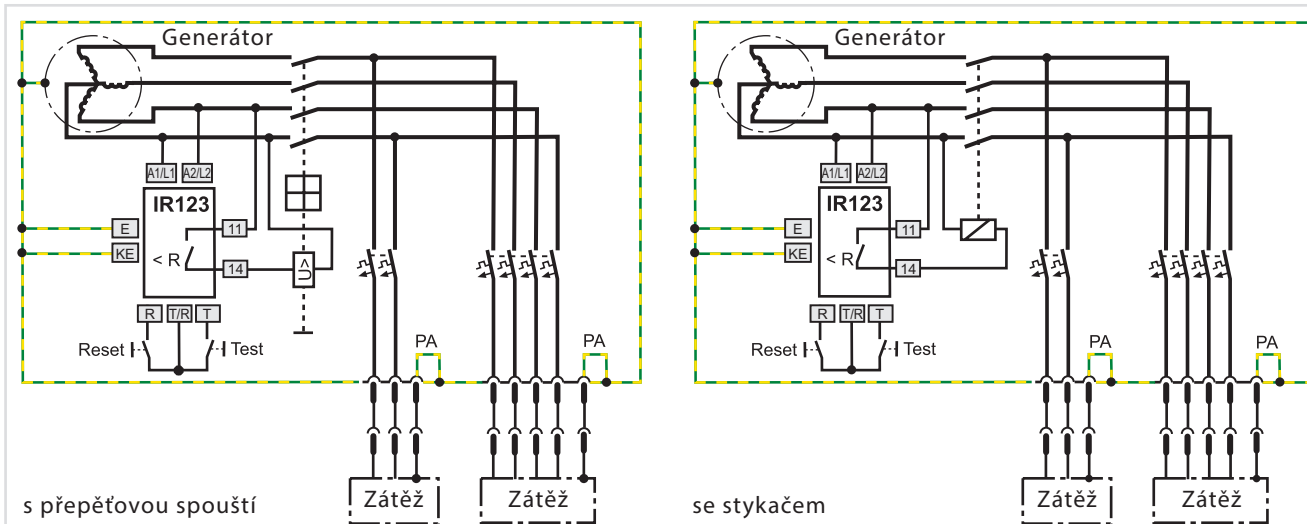 Generátor
A1/L1 A2/L2
IR123
E
11
KE
< R
14
U>
R T/R T
Reset Test
PA PA
s přepěťovou spouští
Zátěž Zátěž
Generátor
A1/L1 A2/L2
IR123
E
11
KE
< R
14
R T/R T
Reset Test
PA PA
se stykačem
Zátěž Zátěž